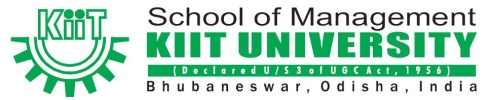 KiiT
School of Management
KIIT UNIVERSITY
(Declared U/S 3 of UGC Act, 1956)
Bhubaneswar, Odisha, India